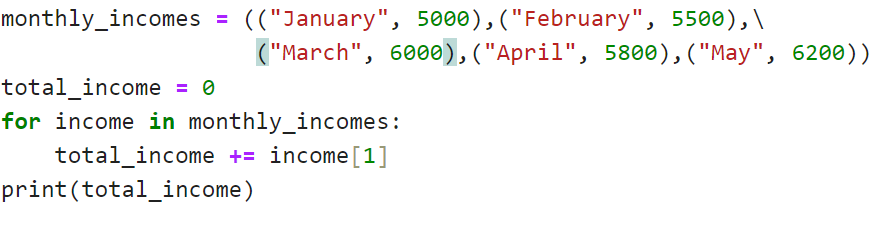 monthly_incomes = (("January", 5000),("February", 5500),\
("March", 6000),("April", 5800),("May", 6200))
total_income = 0
for income in monthly_incomes:
    total_income += income[1]
print(total_income)